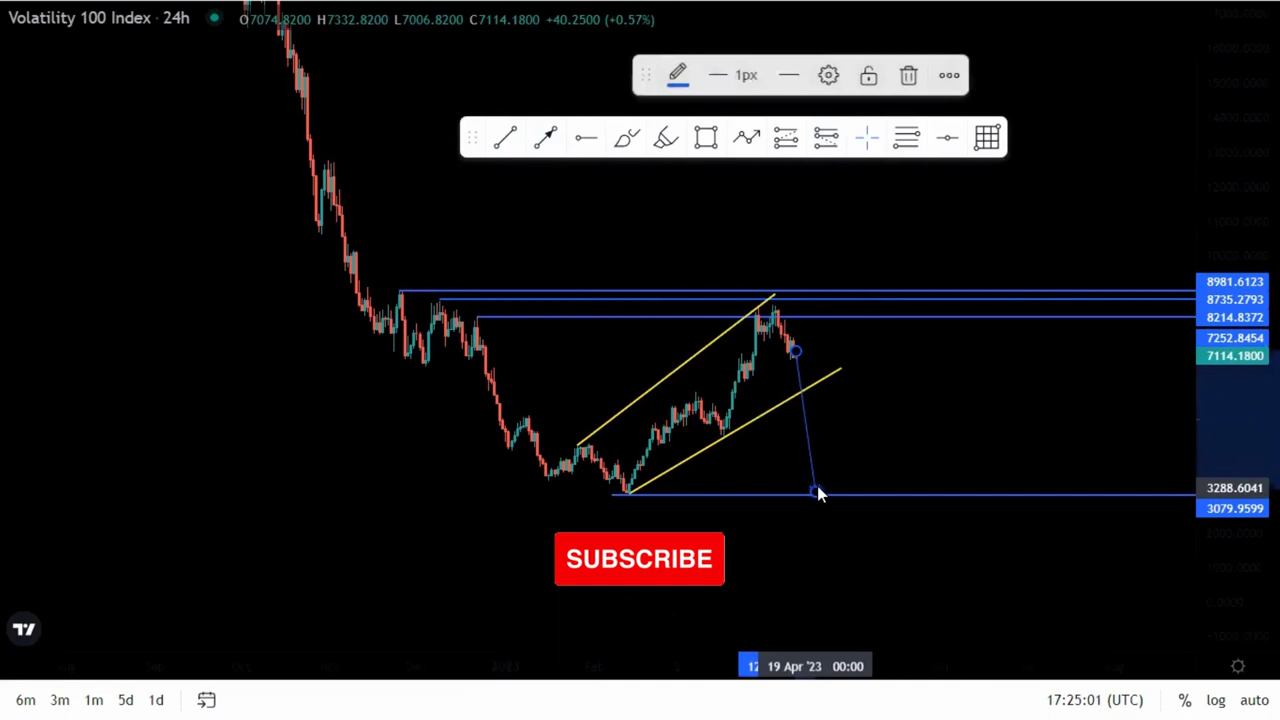 Volatility 100 Index · 24h O7074.8200 H7332.8200 L7006.8200 C7114.1800 +40.2500 (+0.57%)
1px
8981.6123
8735.2793
8214.8372
7252.8454
7114.1800
3288.6041
3079.9599
SUBSCRIBE
19 Apr '23 00:00
6m 3m 1m 5d 1d 17:25:01 (UTC) % log auto